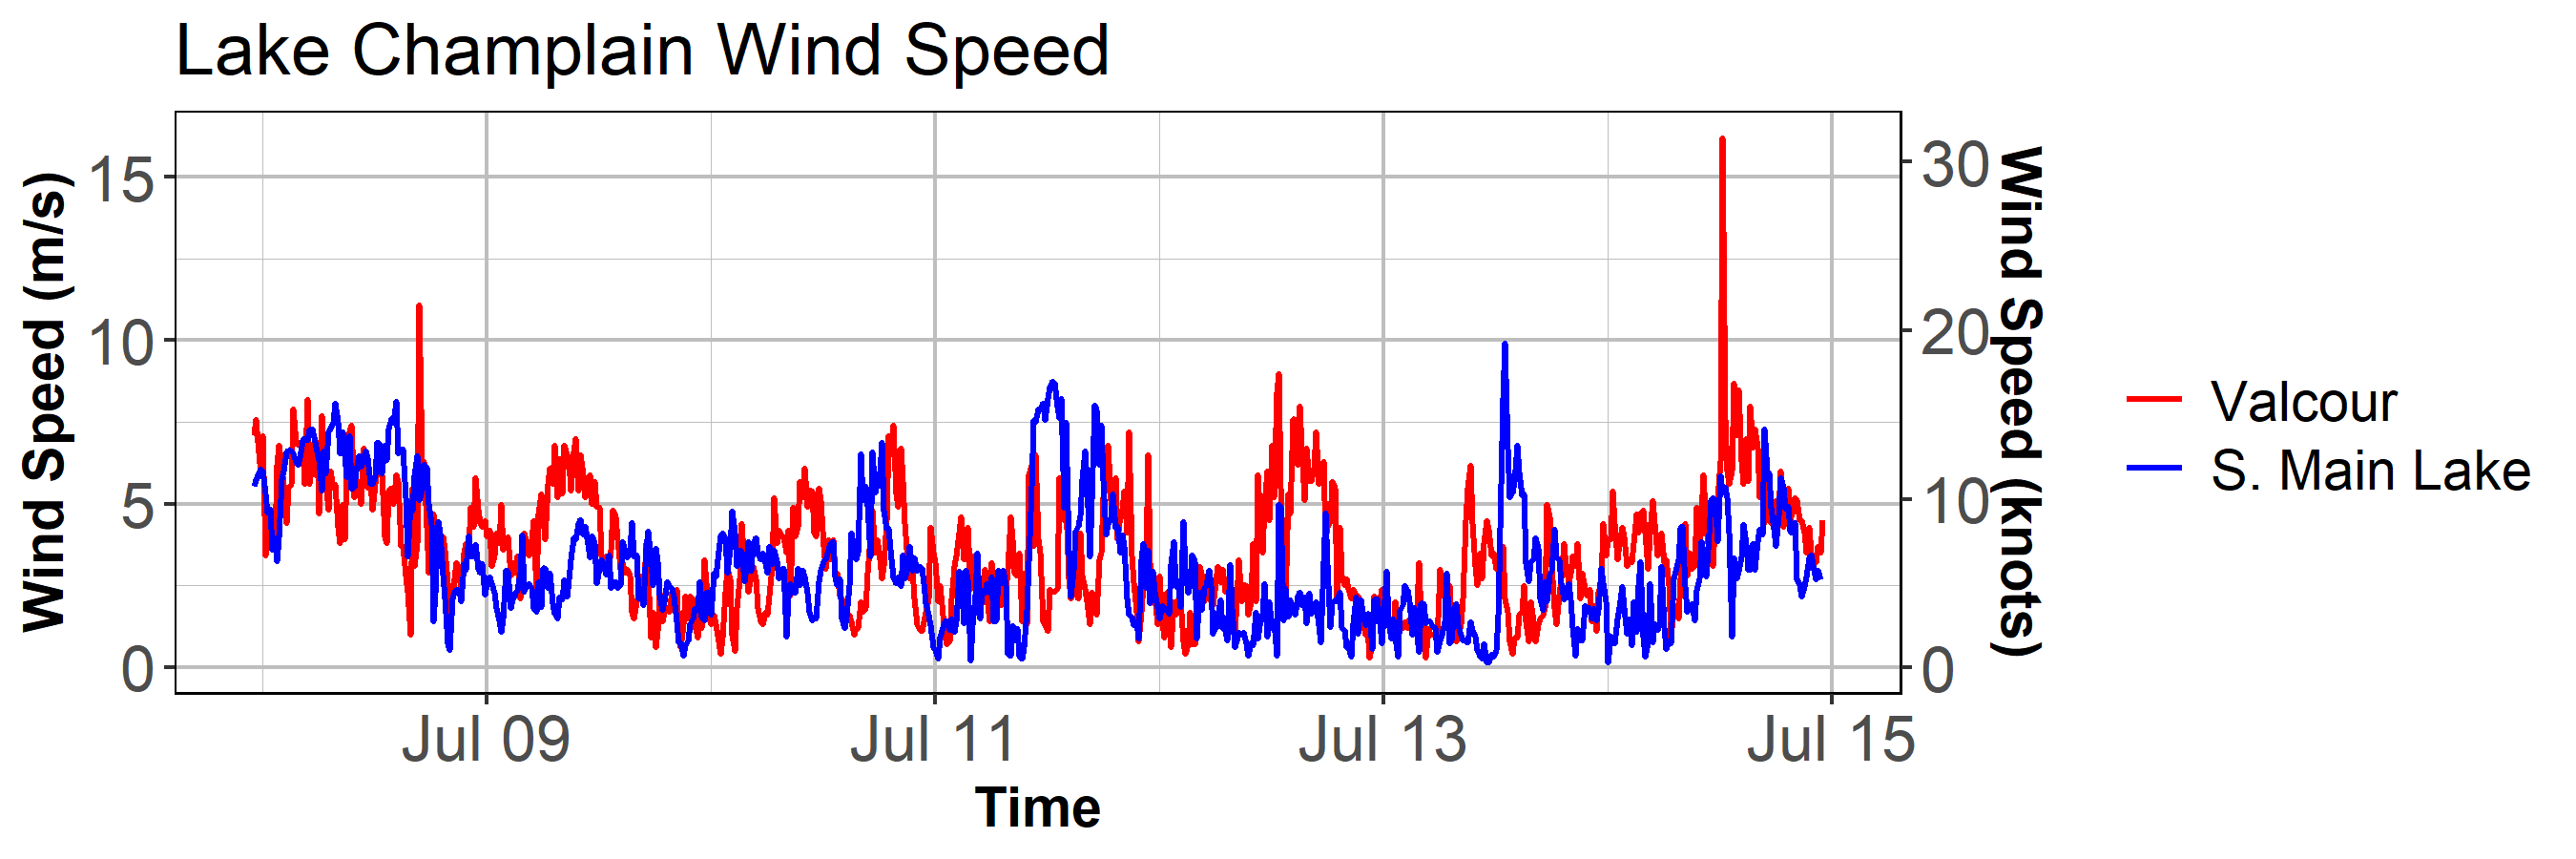 Lake Champlain Wind Speed
Wind Speed (m/s)
15
10
5
0
30
20
10
0
Wind Speed (knots)
Jul 09
Jul 11
Jul 13
Jul 15
Time
Valcour
S. Main Lake